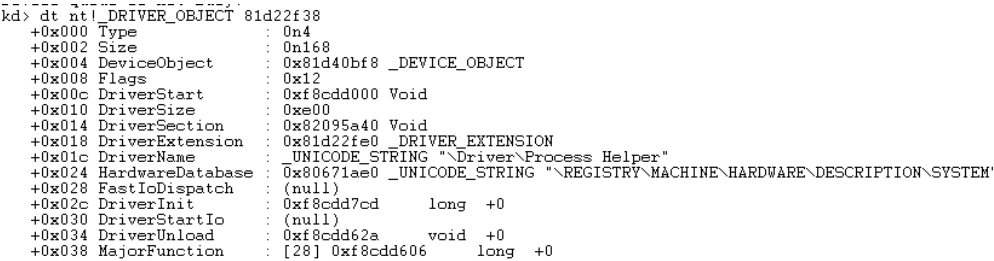 kd> dt nt!_DRIVER_OBJECT 81d22f38
+0x000 Type : 0n4
+0x002 Size : 0n168
+0x004 DeviceObject : 0x81d40bf8 _DEVICE_OBJECT
+0x008 Flags : 0x12
+0x00c DriverStart : 0xf8cdd000 Void
+0x010 DriverSize : 0xe00
+0x014 DriverSection : 0x82095a40 Void
+0x018 DriverExtension : 0x81d22fe0 _DRIVER_EXTENSION
+0x01c DriverName : _UNICODE_STRING "\Driver\Process Helper"
+0x024 HardwareDatabase : 0x80671ae0 _UNICODE_STRING "\REGISTRY\MACHINE\HARDWARE\DESCRIPTION\SYSTEM"
+0x028 FastIoDispatch : (null)
+0x02c DriverInit : 0xf8cdd7cd long +0
+0x030 DriverStartIo : (null)
+0x034 DriverUnload : 0xf8cdd62a void +0
+0x038 MajorFunction : [28] 0xf8cdd606 long +0